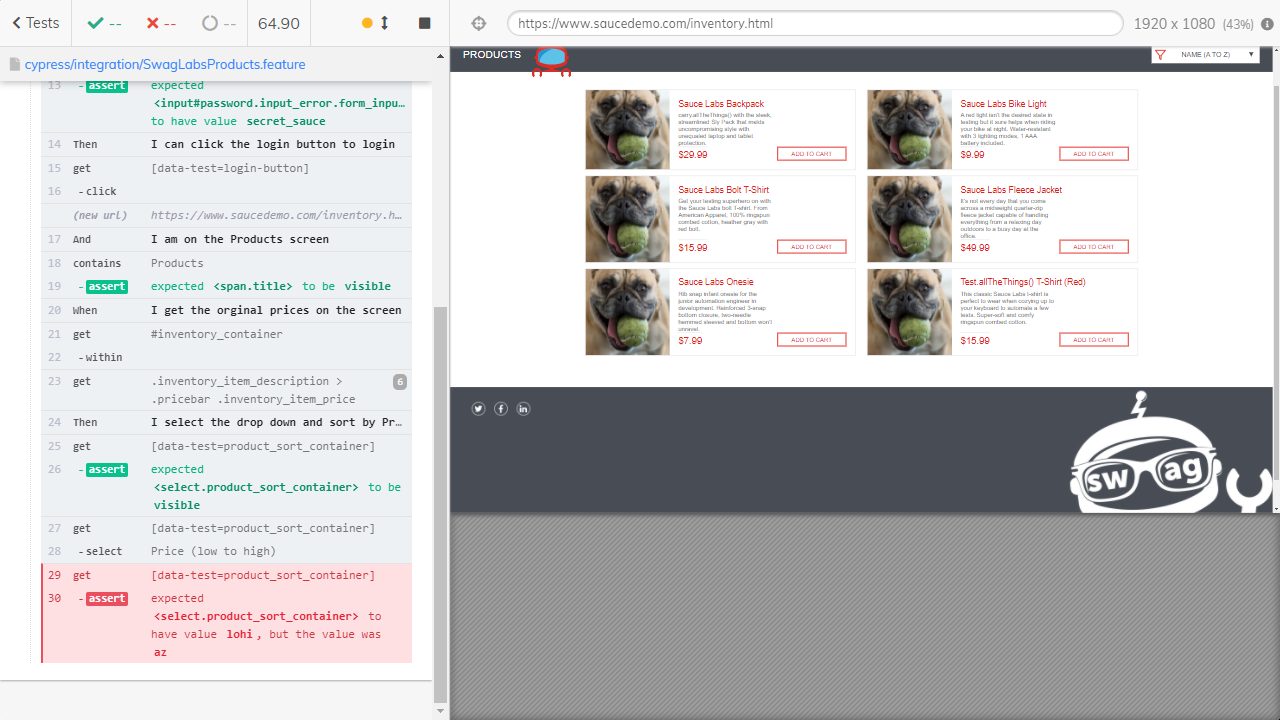 Tests
--
--
--
64.90
https://www.saucedemo.com/inventory.html
1920 x 1080 (43%)
cypress/integration/SwagLabsProducts.feature
13 - assert expected
<input#password.input_error.form_inpu…
to have value secret_sauce
14 Then I can click the login button to login
15 get [data-test=login-button]
16 - click
(new url) https://www.saucedemo.com/inventory.h…
17 And I am on the Products screen
18 contains Products
19 - assert expected <span.title> to be visible
20 When I get the orginal prices of the screen
21 get #inventory_container
22 - within
23 get .inventory_item_description > 6
.pricebar .inventory_item_price
24 Then I select the drop down and sort by Pr…
25 get [data-test=product_sort_container]
26 - assert expected
<select.product_sort_container> to be
visible
27 get [data-test=product_sort_container]
28 - select Price (low to high)
29 get [data-test=product_sort_container]
30 - assert expected
<select.product_sort_container> to
have value lohi, but the value was
az
PRODUCTS
NAME (A TO Z)
Sauce Labs Backpack
carry.allTheThings() with the sleek,
streamlined Sly Pack that melds
uncompromising style with
unequaled laptop and tablet
protection.
$29.99 ADD TO CART
Sauce Labs Bike Light
A red light isn't the desired state in
testing but it sure helps when riding
your bike at night. Water-resistant
with 3 lighting modes, 1 AAA
battery included.
$9.99 ADD TO CART
Sauce Labs Bolt T-Shirt
Get your testing superhero on with
the Sauce Labs bolt T-shirt. From
American Apparel, 100% ringspun
combed cotton, heather gray with
red bolt.
$15.99 ADD TO CART
Sauce Labs Fleece Jacket
It's not every day that you come
across a midweight quarter-zip
fleece jacket capable of handling
everything from a relaxing day
outdoors to a busy day at the
office.
$49.99 ADD TO CART
Sauce Labs Onesie
Rib snap infant onesie for the
junior automation engineer in
development. Reinforced 3-snap
bottom closure, two-needle
hemmed sleeved and bottom won't
unravel.
$7.99 ADD TO CART
Test.allTheThings() T-Shirt (Red)
This classic Sauce Labs t-shirt is
perfect to wear when cozying up to
your keyboard to automate a few
tests. Super-soft and comfy
ringspun combed cotton.
$15.99 ADD TO CART
sw ag